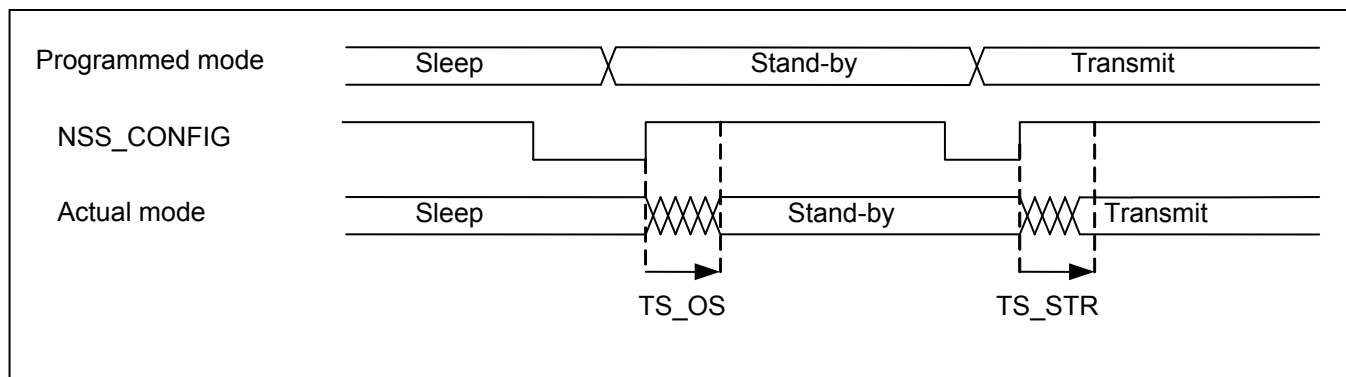 Programmed mode
Sleep
Stand-by
Transmit
NSS_CONFIG
Actual mode
Sleep
Stand-by
Transmit
TS_OS
TS_STR